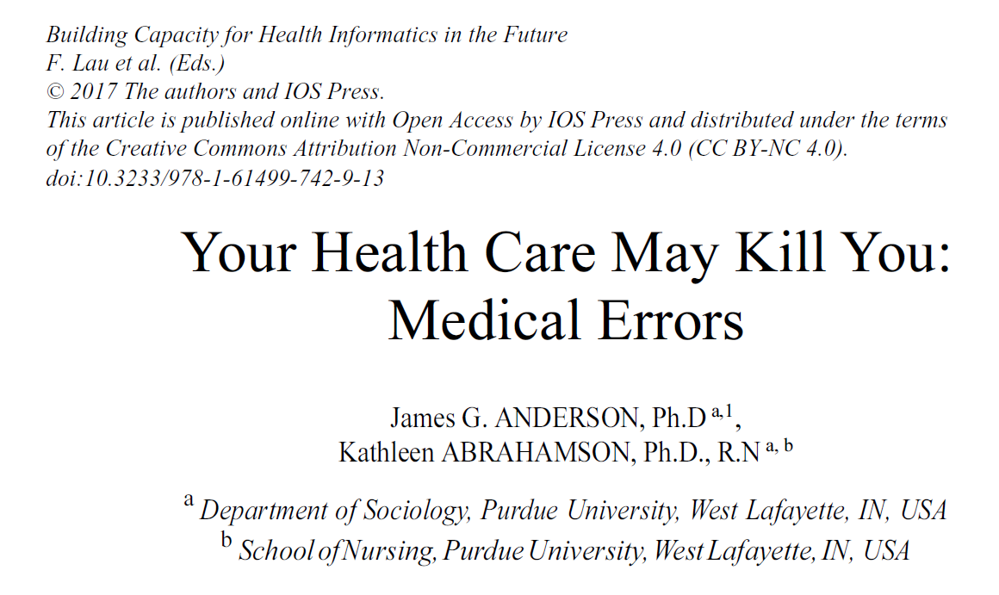 Building Capacity for Health Informatics in the Future
F. Lau et al. (Eds.)
© 2017 The authors and IOS Press.
This article is published online with Open Access by IOS Press and distributed under the terms
of the Creative Commons Attribution Non-Commercial License 4.0 (CC BY-NC 4.0).
doi:10.3233/978-1-61499-742-9-13
Your Health Care May Kill You:
Medical Errors
James G. ANDERSON, Ph.D a,1,
Kathleen ABRAHAMSON, Ph.D., R.N a, b
a Department of Sociology, Purdue University, West Lafayette, IN, USA
b School of Nursing, Purdue University, West Lafayette, IN, USA